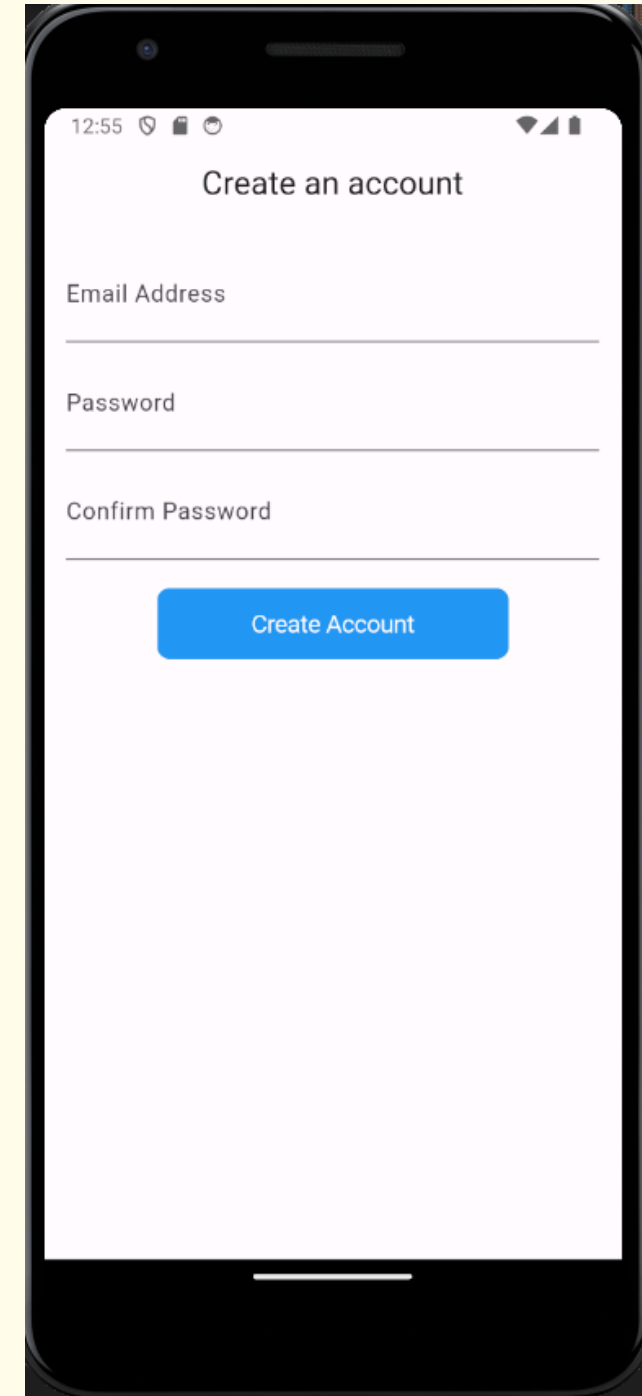 12:55
Create an account
Email Address
Password
Confirm Password
Create Account